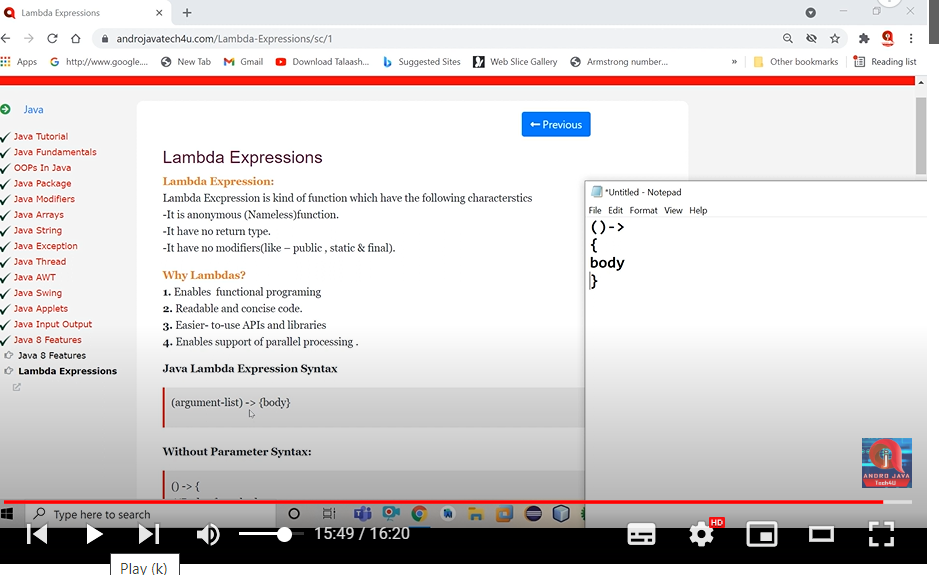 Lambda Expressions
androjavatech4u.com/Lambda-Expressions/sc/1
Apps http://www.google.... New Tab Gmail Download Talaash... Suggested Sites Web Slice Gallery Armstrong number... » Other bookmarks Reading list
Java
Java Tutorial
Java Fundamentals
OOPs In Java
Java Package
Java Modifiers
Java Arrays
Java String
Java Exception
Java Thread
Java AWT
Java Swing
Java Applets
Java Input Output
Java 8 Features
Java 8 Features
Lambda Expressions
Previous
Lambda Expressions
Lambda Expression:
Lambda Excpression is kind of function which have the following characterstics
-It is anonymous (Nameless)function.
-It have no return type.
-It have no modifiers(like – public , static & final).
Why Lambdas?
1. Enables functional programing
2. Readable and concise code.
3. Easier- to-use APIs and libraries
4. Enables support of parallel processing .
Java Lambda Expression Syntax
(argument-list) -> {body}
Without Parameter Syntax:
() -> {
*Untitled - Notepad
File Edit Format View Help
()->
{
body
}
ANDRO JAVA
Tech4U
Type here to search
15:49 / 16:20
HD
Play (k)